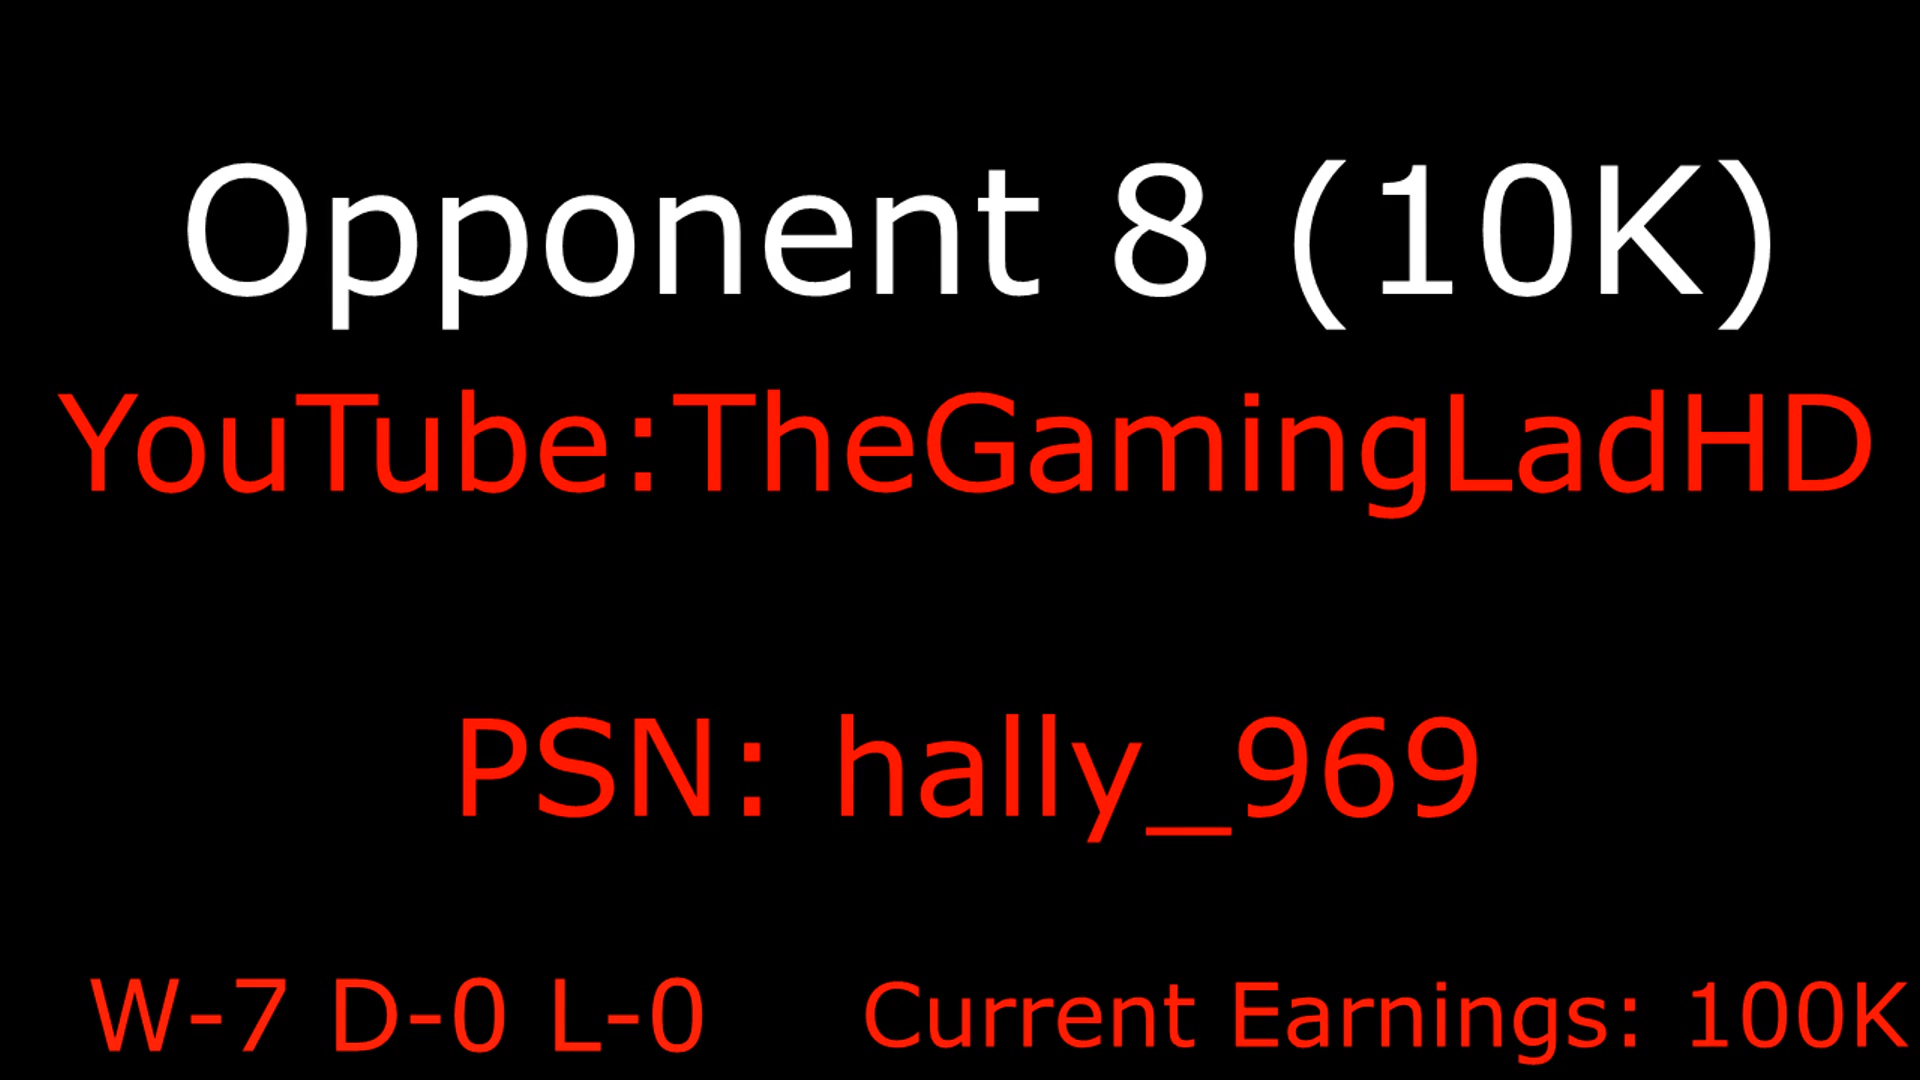 Opponent 8 (10K)
YouTube:TheGamingLadHD
PSN: hally_969
W-7 D-0 L-0 Current Earnings: 100K